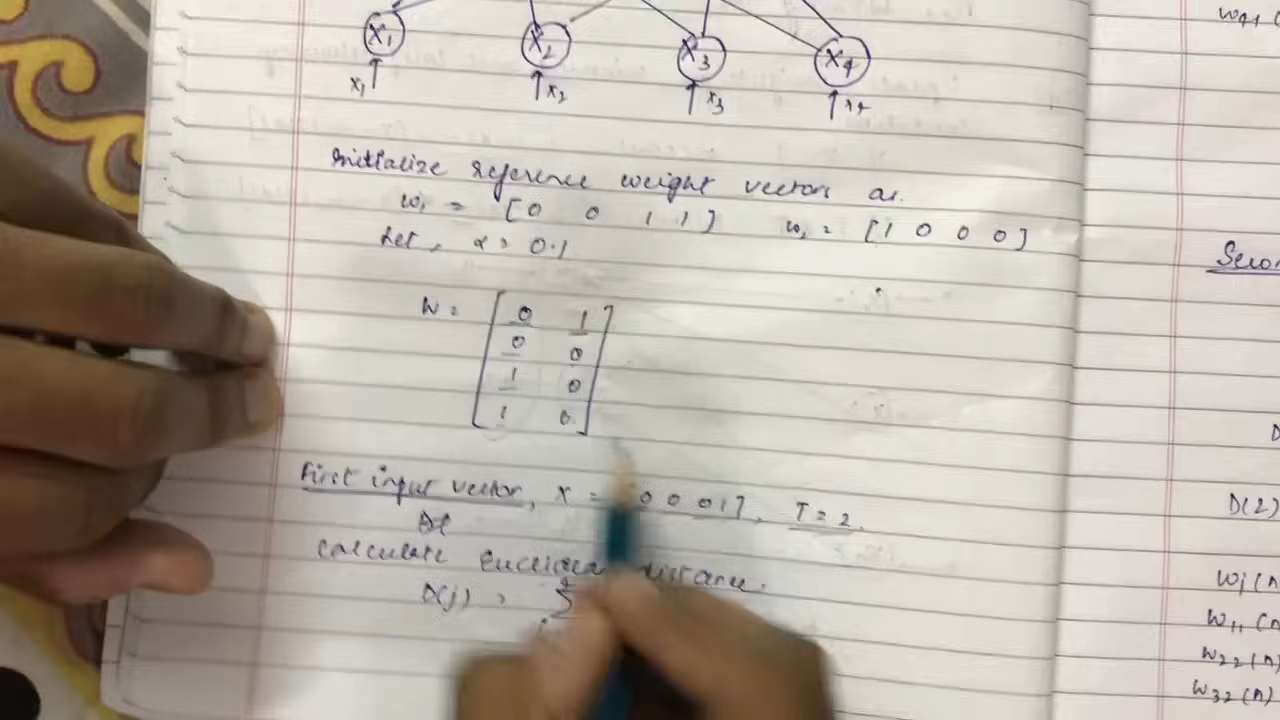 X1 X2 X3 X4
x1 x2 x3 x4
Initialize reference weight vectors as.
w1 = [0 0 1 1] w2 = [1 0 0 0]
Let, α = 0.1
W = [0 1
0 0
1 0
1 0]
First input vector, X = 0 0 0 1], T = 2.
Calculate Euclidean distance.
D(j) = Σ
D(2)
wj(n
w11(n
w22(n)
w32(n)